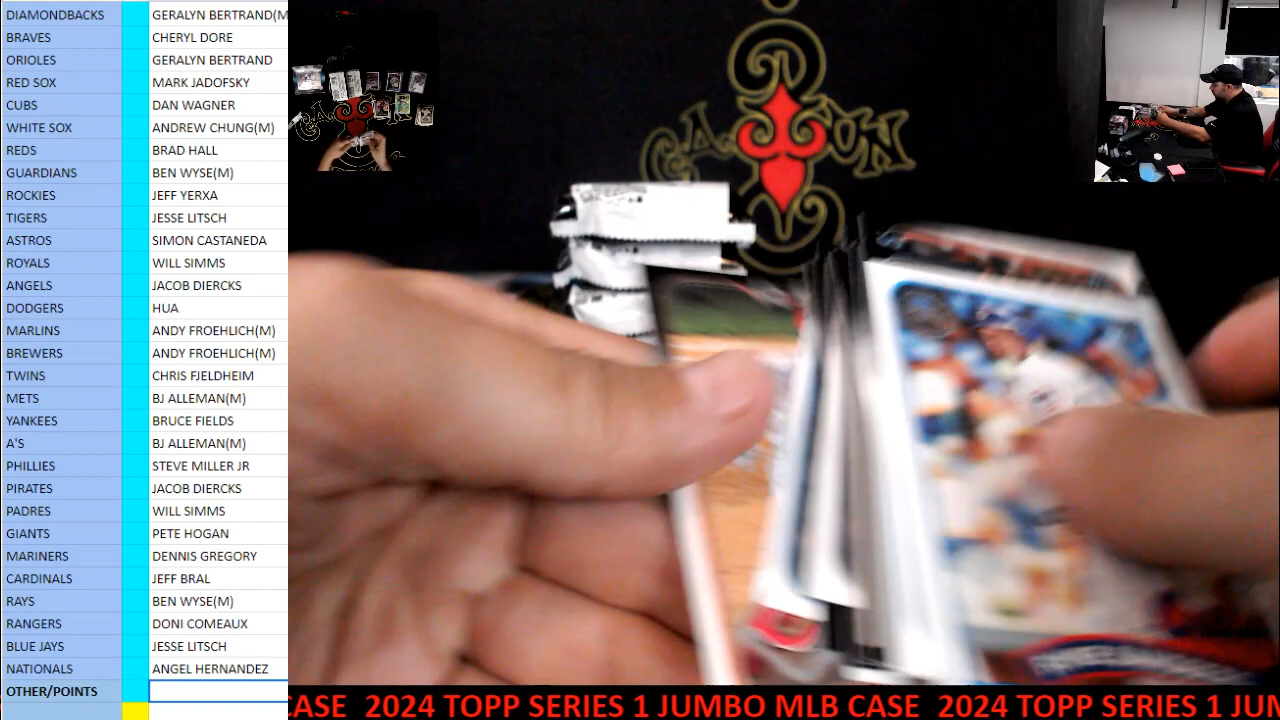 DIAMONDBACKS GERALYN BERTRAND(M
BRAVES CHERYL DORE
ORIOLES GERALYN BERTRAND
RED SOX MARK JADOFSKY
CUBS DAN WAGNER
WHITE SOX ANDREW CHUNG(M)
REDS BRAD HALL
GUARDIANS BEN WYSE(M)
ROCKIES JEFF YERXA
TIGERS JESSE LITSCH
ASTROS SIMON CASTANEDA
ROYALS WILL SIMMS
ANGELS JACOB DIERCKS
DODGERS HUA
MARLINS ANDY FROEHLICH(M)
BREWERS ANDY FROEHLICH(M)
TWINS CHRIS FJELDHEIM
METS BJ ALLEMAN(M)
YANKEES BRUCE FIELDS
A'S BJ ALLEMAN(M)
PHILLIES STEVE MILLER JR
PIRATES JACOB DIERCKS
PADRES WILL SIMMS
GIANTS PETE HOGAN
MARINERS DENNIS GREGORY
CARDINALS JEFF BRAL
RAYS BEN WYSE(M)
RANGERS DONI COMEAUX
BLUE JAYS JESSE LITSCH
NATIONALS ANGEL HERNANDEZ
OTHER/POINTS
CASE 2024 TOPP SERIES 1 JUMBO MLB CASE 2024 TOPP SERIES 1 JUM